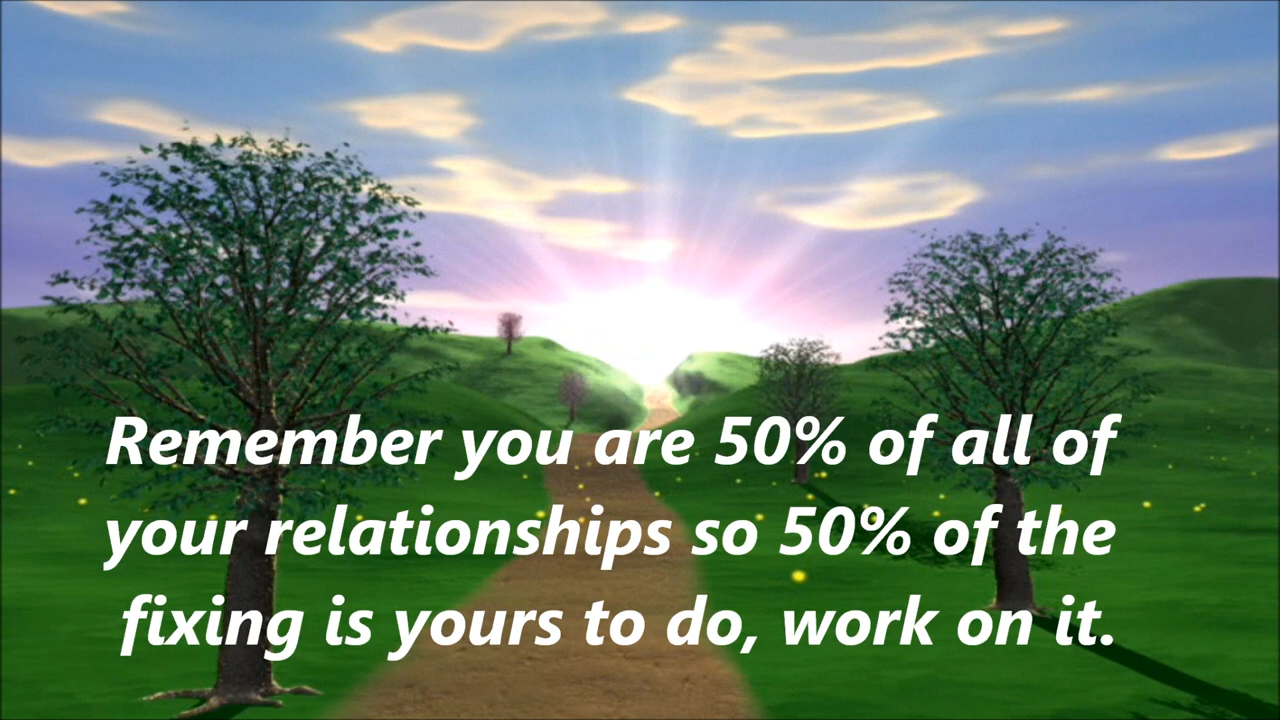 Remember you are 50% of all of
your relationships so 50% of the
fixing is yours to do, work on it.